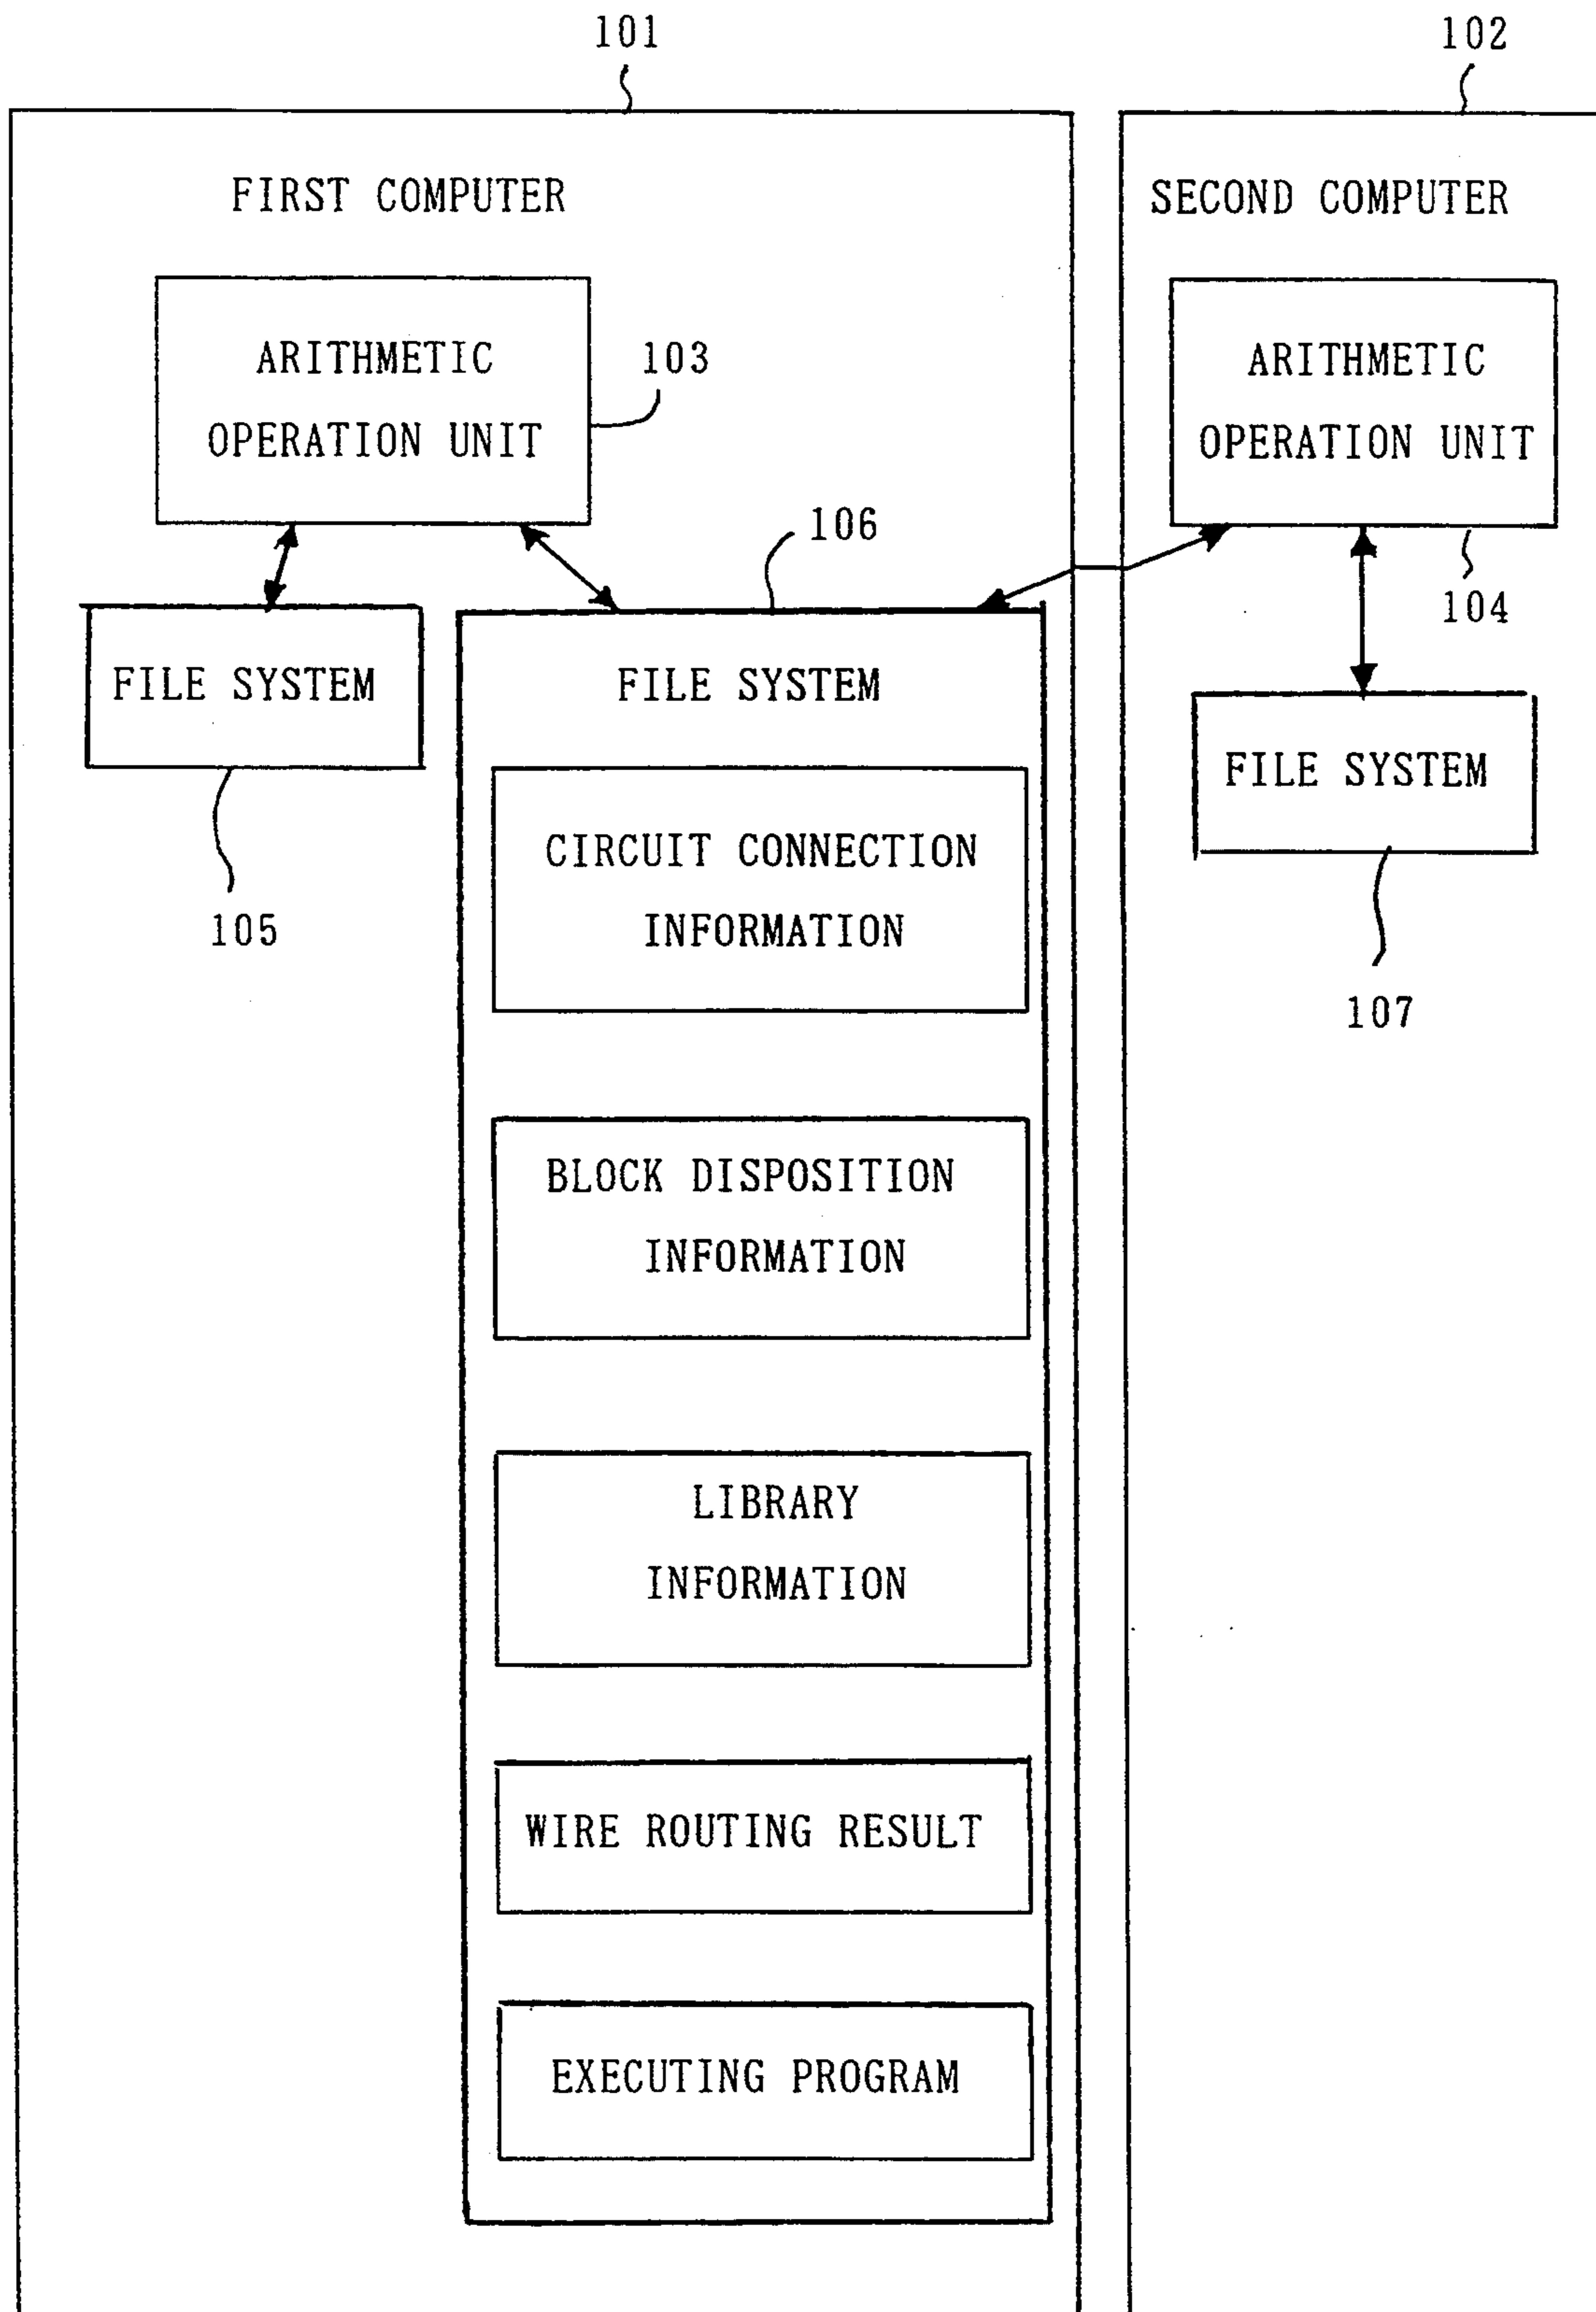 101
102
FIRST COMPUTER
SECOND COMPUTER
ARITHMETIC
OPERATION UNIT
103
ARITHMETIC
OPERATION UNIT
106
104
FILE SYSTEM
FILE SYSTEM
FILE SYSTEM
105
107
CIRCUIT CONNECTION
INFORMATION
BLOCK DISPOSITION
INFORMATION
LIBRARY
INFORMATION
WIRE ROUTING RESULT
EXECUTING PROGRAM